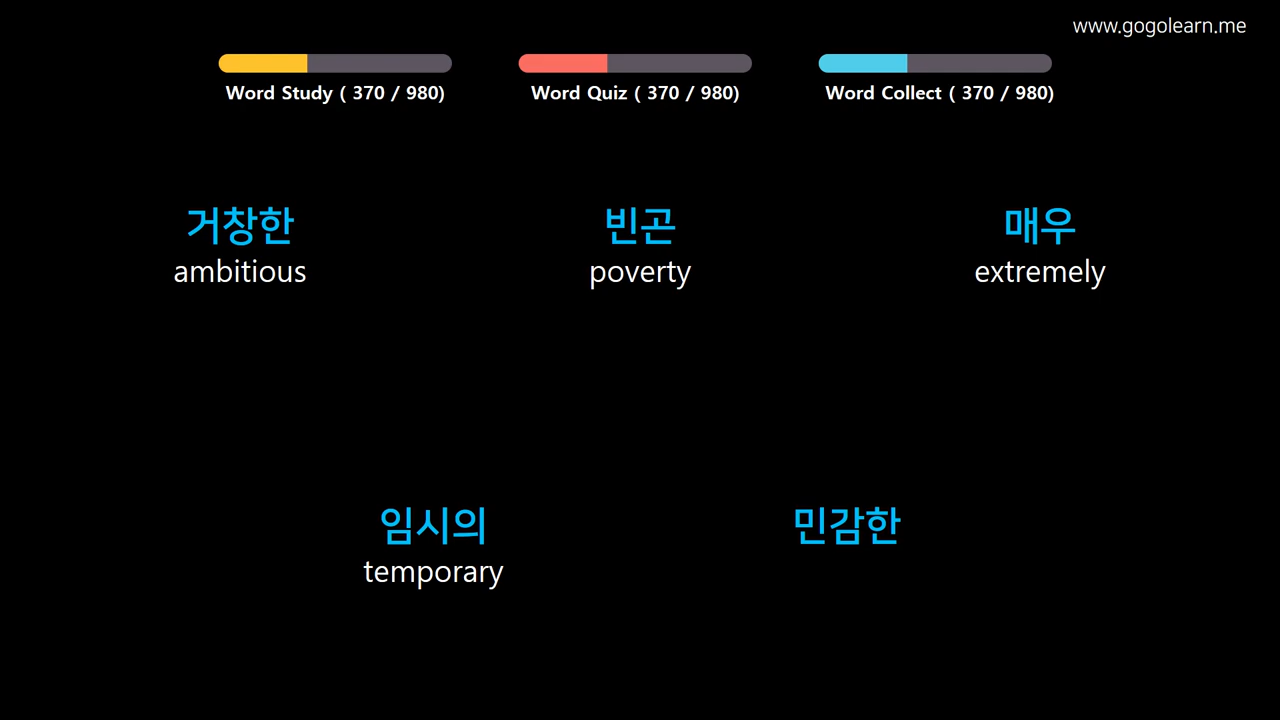 www.gogolearn.me
Word Study ( 370 / 980)
Word Quiz ( 370 / 980)
Word Collect ( 370 / 980)
거창한
ambitious
빈곤
poverty
매우
extremely
임시의
temporary
민감한